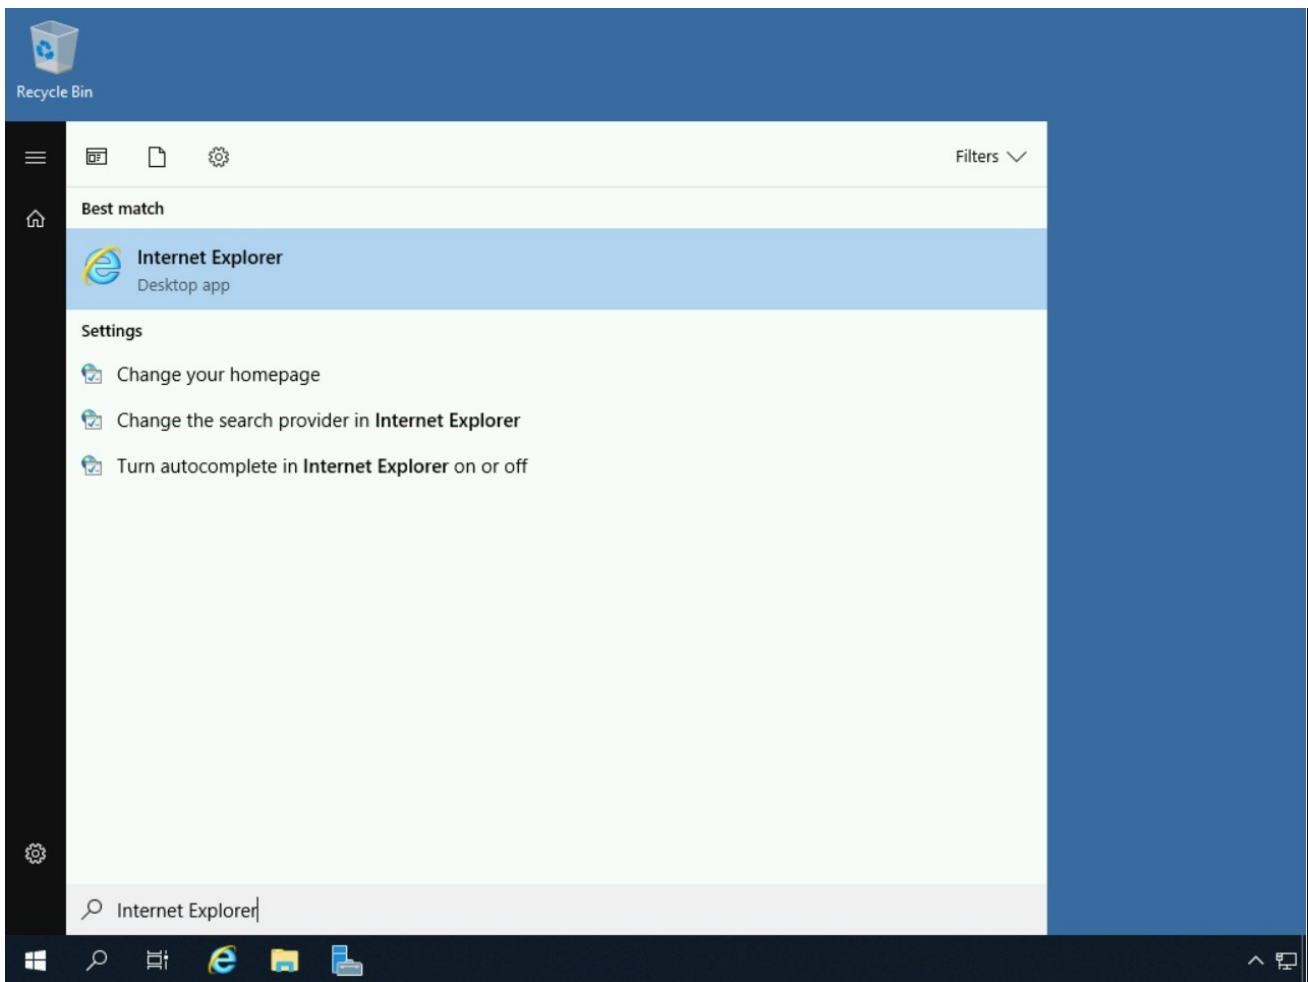 Recycle Bin
Filters
Best match
Internet Explorer
Desktop app
Settings
Change your homepage
Change the search provider in Internet Explorer
Turn autocomplete in Internet Explorer on or off
Internet Explorer